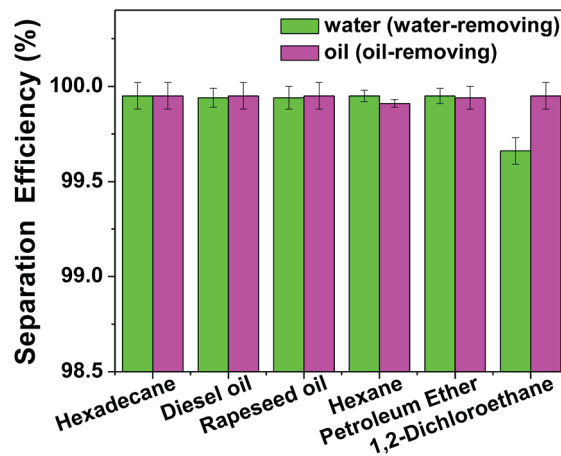 water (water-removing)
oil (oil-removing)
Separation Efficiency (%)
100.0
99.5
99.0
98.5
Hexadecane
Diesel oil
Rapeseed oil
Hexane
Petroleum Ether
1,2-Dichloroethane